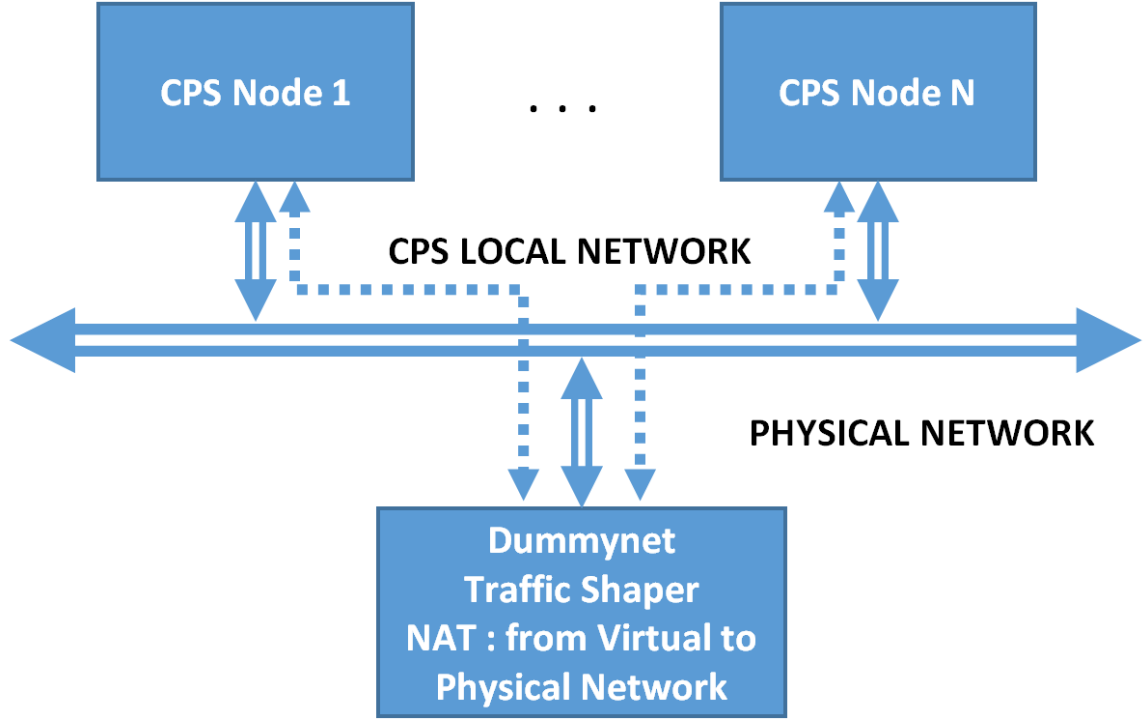 CPS Node 1
. . .
CPS Node N
CPS LOCAL NETWORK
PHYSICAL NETWORK
Dummynet
Traffic Shaper
NAT : from Virtual to
Physical Network